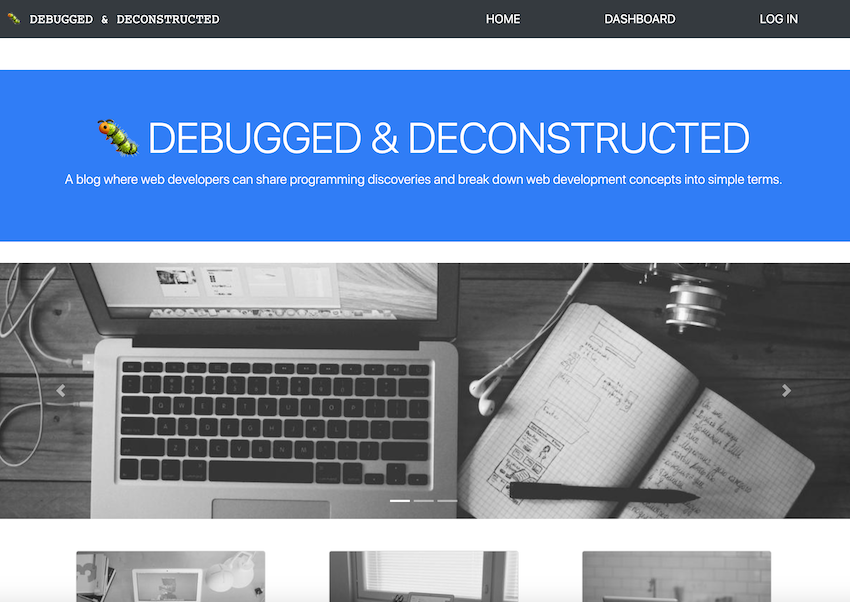 DEBUGGED & DECONSTRUCTED
HOME
DASHBOARD
LOG IN
DEBUGGED & DECONSTRUCTED
A blog where web developers can share programming discoveries and break down web development concepts into simple terms.